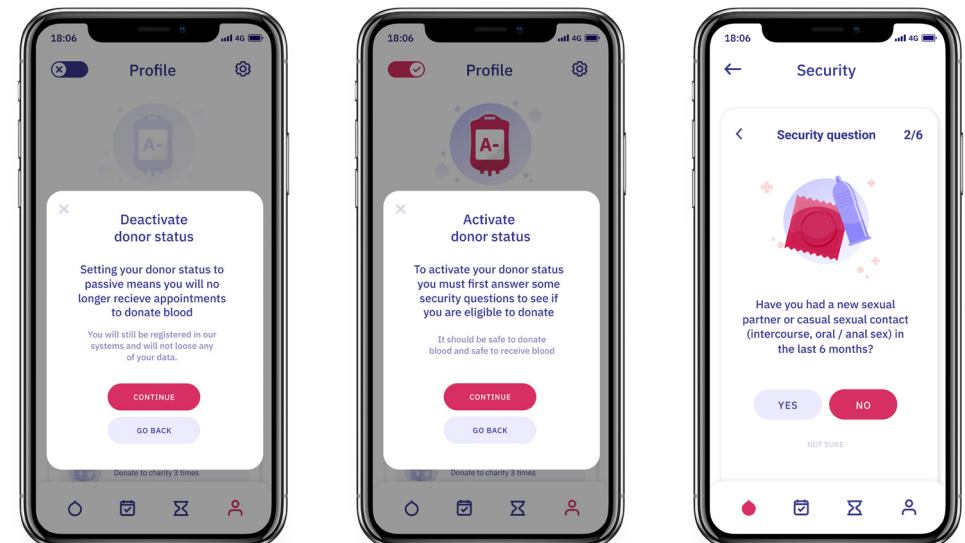 18:06
4G
Profile
A-
Deactivate
donor status
Setting your donor status to
passive means you will no
longer recieve appointments
to donate blood
You will still be registered in our
systems and will not loose any
of your data.
CONTINUE
GO BACK
Donate to charity 3 times
18:06
4G
Profile
A-
Activate
donor status
To activate your donor status
you must first answer some
security questions to see if
you are eligible to donate
It should be safe to donate
blood and safe to receive blood
CONTINUE
GO BACK
Donate to charity 3 times
18:06
4G
Security
Security question 2/6
Have you had a new sexual
partner or casual sexual contact
(intercourse, oral / anal sex) in
the last 6 months?
YES NO
NOT SURE